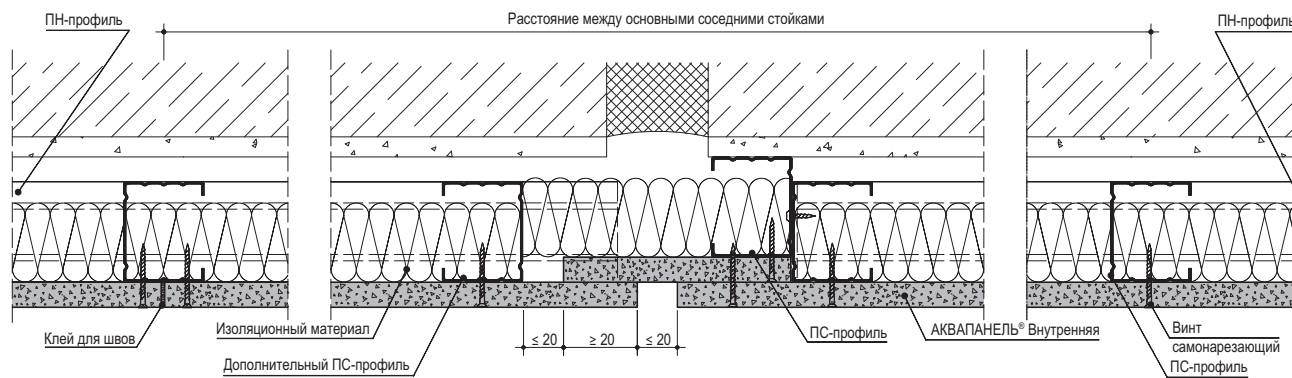 ПН-профиль
Расстояние между основными соседними стойками
ПН-профиль
Клей для швов
Изоляционный материал
Дополнительный ПС-профиль
≤ 20
≥ 20
≤ 20
ПС-профиль
АКВАПАНЕЛЬ® Внутренняя
Винт
самонарезающий
ПС-профиль